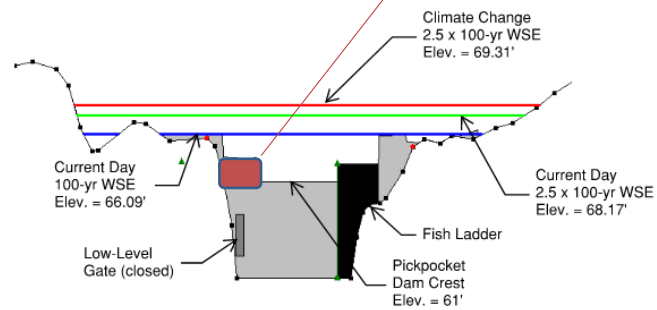 Climate Change
2.5 x 100-yr WSE
Elev. = 69.31'
Current Day
100-yr WSE
Elev. = 66.09'
Current Day
2.5 x 100-yr WSE
Elev. = 68.17'
Low-Level
Gate (closed)
Fish Ladder
Pickpocket
Dam Crest
Elev. = 61'